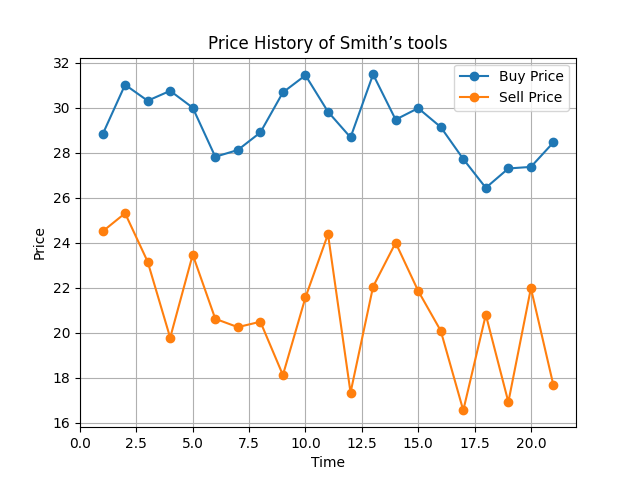 Price History of Smith’s tools
Buy Price
Sell Price
Price
32
30
28
26
24
22
20
18
16
0.0 2.5 5.0 7.5 10.0 12.5 15.0 17.5 20.0
Time